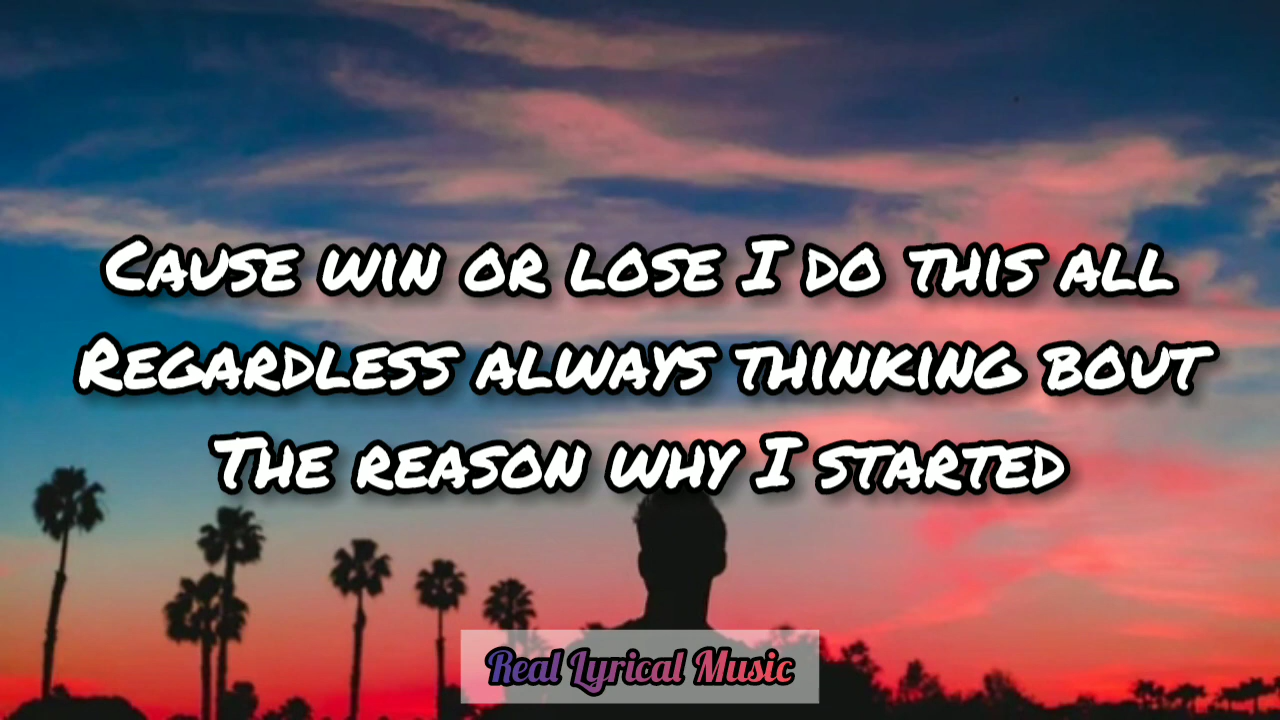 Cause win or lose I do this all
Regardless always thinking bout
The reason why I started
Real Lyrical Music